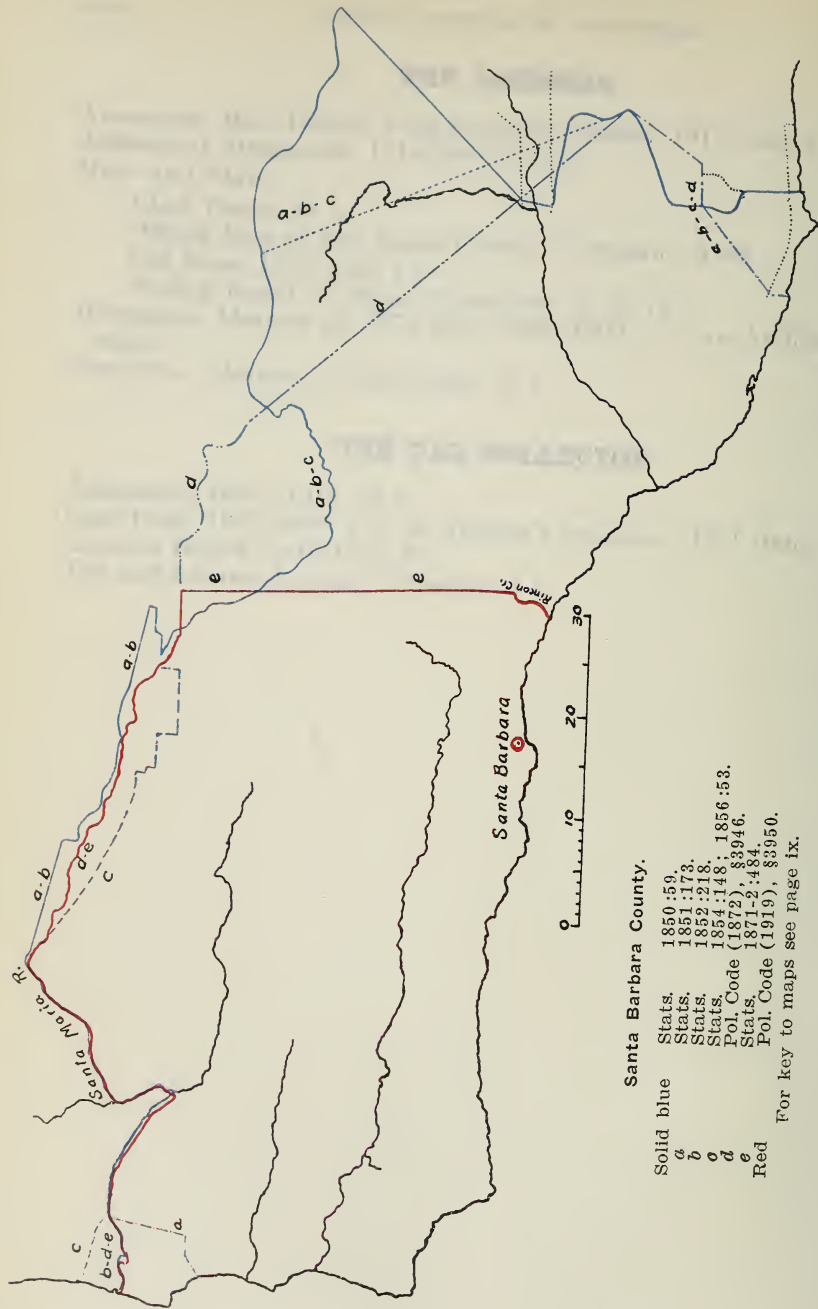 a-b-c
d
a-b-c-d
d
a-b-c
e
e
Rincon Cr.
a-b
a-b
d-e
c
R.
Santa Maria
c
b-d-e
a
Santa Barbara
0 10 20 30
Santa Barbara County.
Solid blue Stats. 1850:59.
a Stats. 1851:173.
b Stats. 1852:218.
c Stats. 1854:148; 1856:53.
d Pol. Code (1872), §3946.
e Stats. 1871-2:484.
Red Pol. Code (1919), §3950.
For key to maps see page ix.